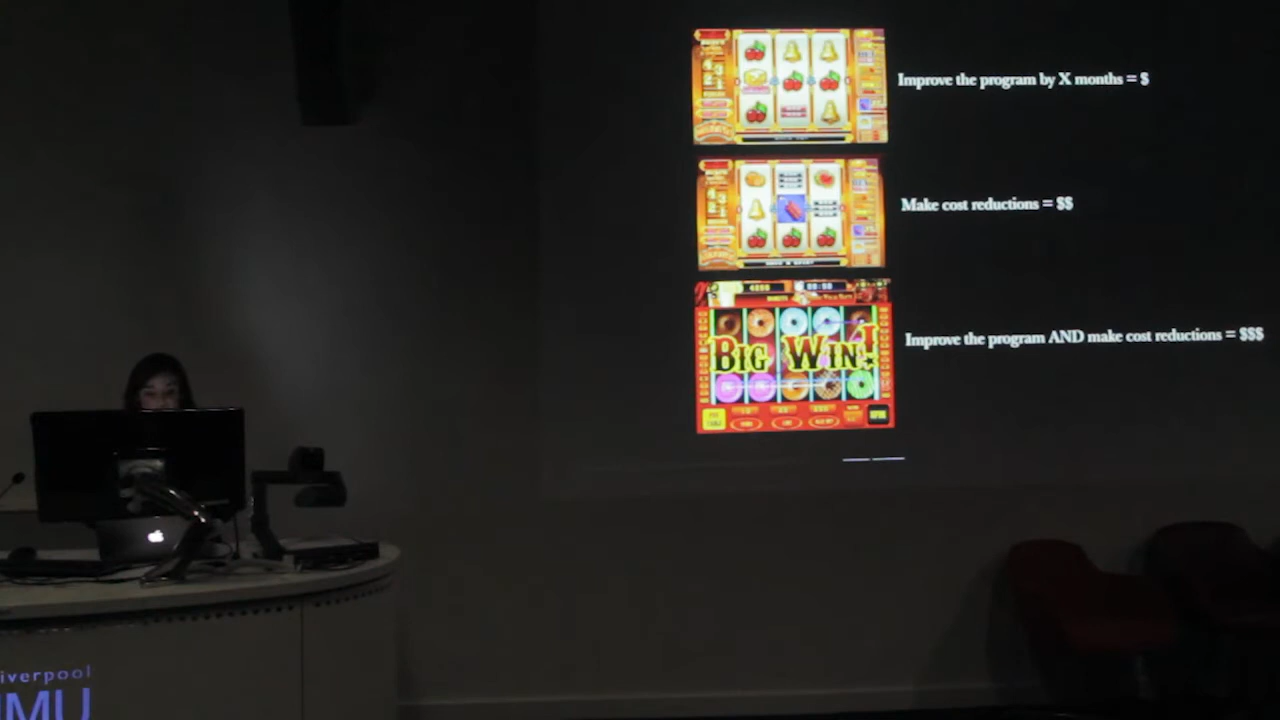 Improve the program by X months = $
Make cost reductions = $$
BIG WIN!
Improve the program AND make cost reductions = $$$
SPIN
iverpool
JMU